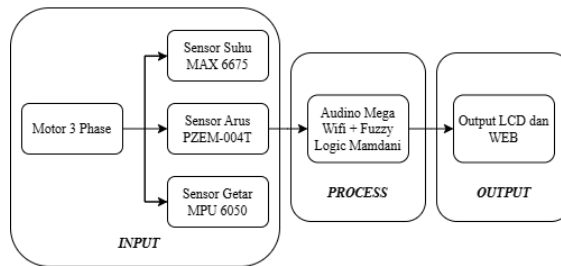 Sensor Suhu
MAX 6675
Motor 3 Phase
Sensor Arus
PZEM-004T
Sensor Getar
MPU 6050
INPUT
Audino Mega
Wifi + Fuzzy
Logic Mamdani
PROCESS
Output LCD dan
WEB
OUTPUT